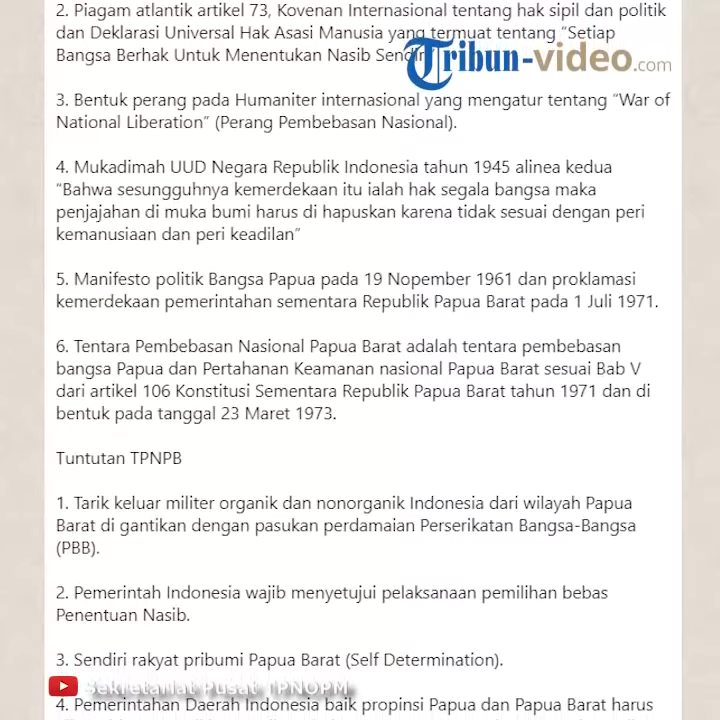 2. Piagam atlantik artikel 73, Kovenan Internasional tentang hak sipil dan politik
dan Deklarasi Universal Hak Asasi Manusia yang termuat tentang “Setiap
Bangsa Berhak Untuk Menentukan Nasib
Tribun-video.com
3. Bentuk perang pada Humaniter internasional yang mengatur tentang “War of
National Liberation” (Perang Pembebasan Nasional).
4. Mukadimah UUD Negara Republik Indonesia tahun 1945 alinea kedua
“Bahwa sesungguhnya kemerdekaan itu ialah hak segala bangsa maka
penjajahan di muka bumi harus di hapuskan karena tidak sesuai dengan peri
kemanusiaan dan peri keadilan”
5. Manifesto politik Bangsa Papua pada 19 Nopember 1961 dan proklamasi
kemerdekaan pemerintahan sementara Republik Papua Barat pada 1 Juli 1971.
6. Tentara Pembebasan Nasional Papua Barat adalah tentara pembebasan
bangsa Papua dan Pertahanan Keamanan nasional Papua Barat sesuai Bab V
dari artikel 106 Konstitusi Sementara Republik Papua Barat tahun 1971 dan di
bentuk pada tanggal 23 Maret 1973.
Tuntutan TPNPB
1. Tarik keluar militer organik dan nonorganik Indonesia dari wilayah Papua
Barat di gantikan dengan pasukan perdamaian Perserikatan Bangsa-Bangsa
(PBB).
2. Pemerintah Indonesia wajib menyetujui pelaksanaan pemilihan bebas
Penentuan Nasib.
3. Sendiri rakyat pribumi Papua Barat (Self Determination).
Sekretariat Pusat TPNOPM
4. Pemerintahan Daerah Indonesia baik propinsi Papua dan Papua Barat harus